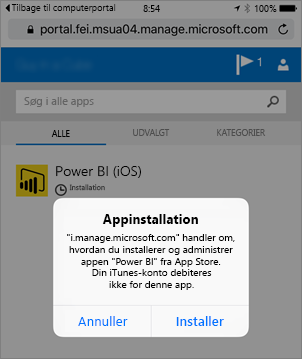 Tilbage til computerportal
8:54
100%
portal.fei.msua04.manage.microsoft.com
1
Søg i alle apps
ALLE
UDVALGT
KATEGORIER
Power BI (iOS)
Installation
Appinstallation
"i.manage.microsoft.com" handler om,
hvordan du installerer og administrer
appen "Power BI" fra App Store.
Din iTunes-konto debiteres
ikke for denne app.
Annuller
Installer